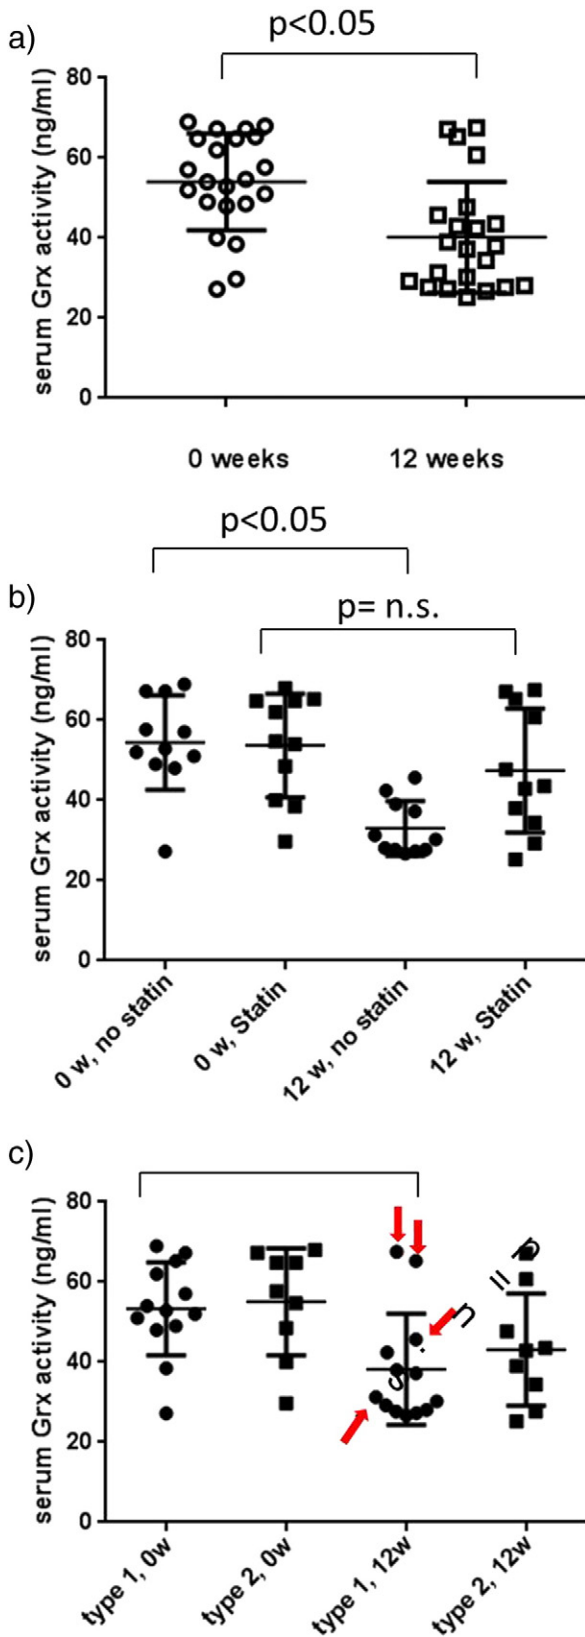 a)
p<0.05
serum Grx activity (ng/ml)
80
60
40
20
0
0 weeks
12 weeks
p<0.05
b)
p= n.s.
serum Grx activity (ng/ml)
80
60
40
20
0
0 w, no statin
0 w, Statin
12 w, no statin
12 w, Statin
c)
serum Grx activity (ng/ml)
80
60
40
20
0
p = n.s.
type 1, 0w
type 2, 0w
type 1, 12w
type 2, 12w